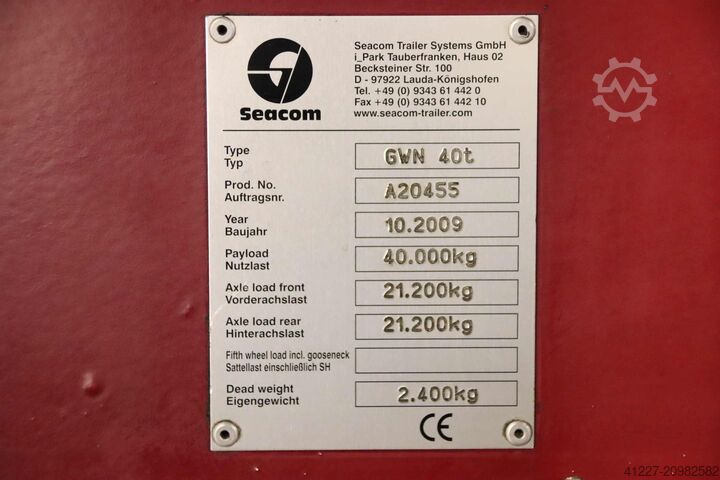 Seacom Trailer Systems GmbH
i_Park Tauberfranken, Haus 02
Becksteiner Str. 100
D - 97922 Lauda-Königshofen
Tel. +49 (0) 9343 61 442 0
Fax +49 (0) 9343 61 442 10
www.seacom-trailer.com
Seacom
Type
Typ
GWN 40t
Prod. No.
Auftragsnr.
A20455
Year
Baujahr
10.2009
Payload
Nutzlast
40.000kg
Axle load front
Vorderachslast
21.200kg
Axle load rear
Hinterachslast
21.200kg
Fifth wheel load incl. gooseneck
Sattellast einschließlich SH
Dead weight
Eigengewicht
2.400kg
CE
41227-20982582